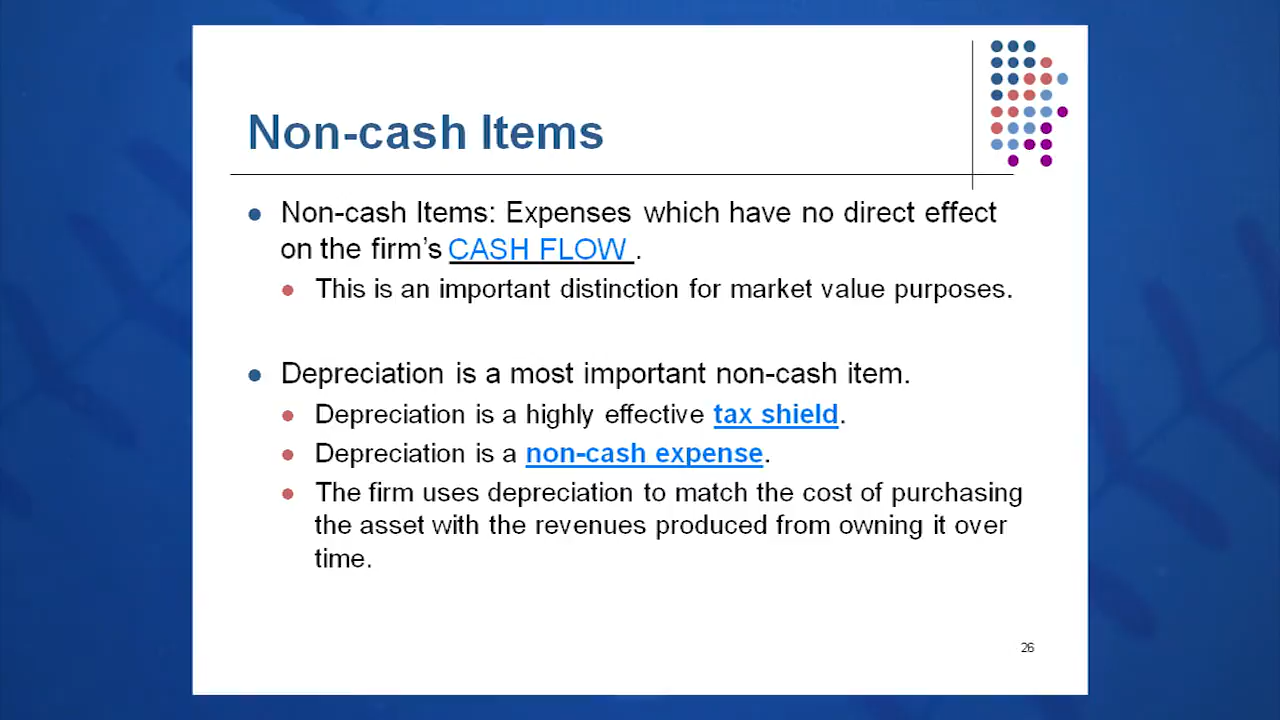 Non-cash Items
Non-cash Items: Expenses which have no direct effect
on the firm's CASH FLOW.
This is an important distinction for market value purposes.
Depreciation is a most important non-cash item.
Depreciation is a highly effective tax shield.
Depreciation is a non-cash expense.
The firm uses depreciation to match the cost of purchasing
the asset with the revenues produced from owning it over
time.
26